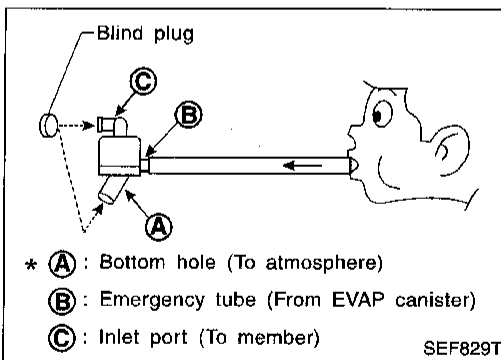 Blind plug
C
B
A
* A : Bottom hole (To atmosphere)
B : Emergency tube (From EVAP canister)
C : Inlet port (To member)
SEF829T